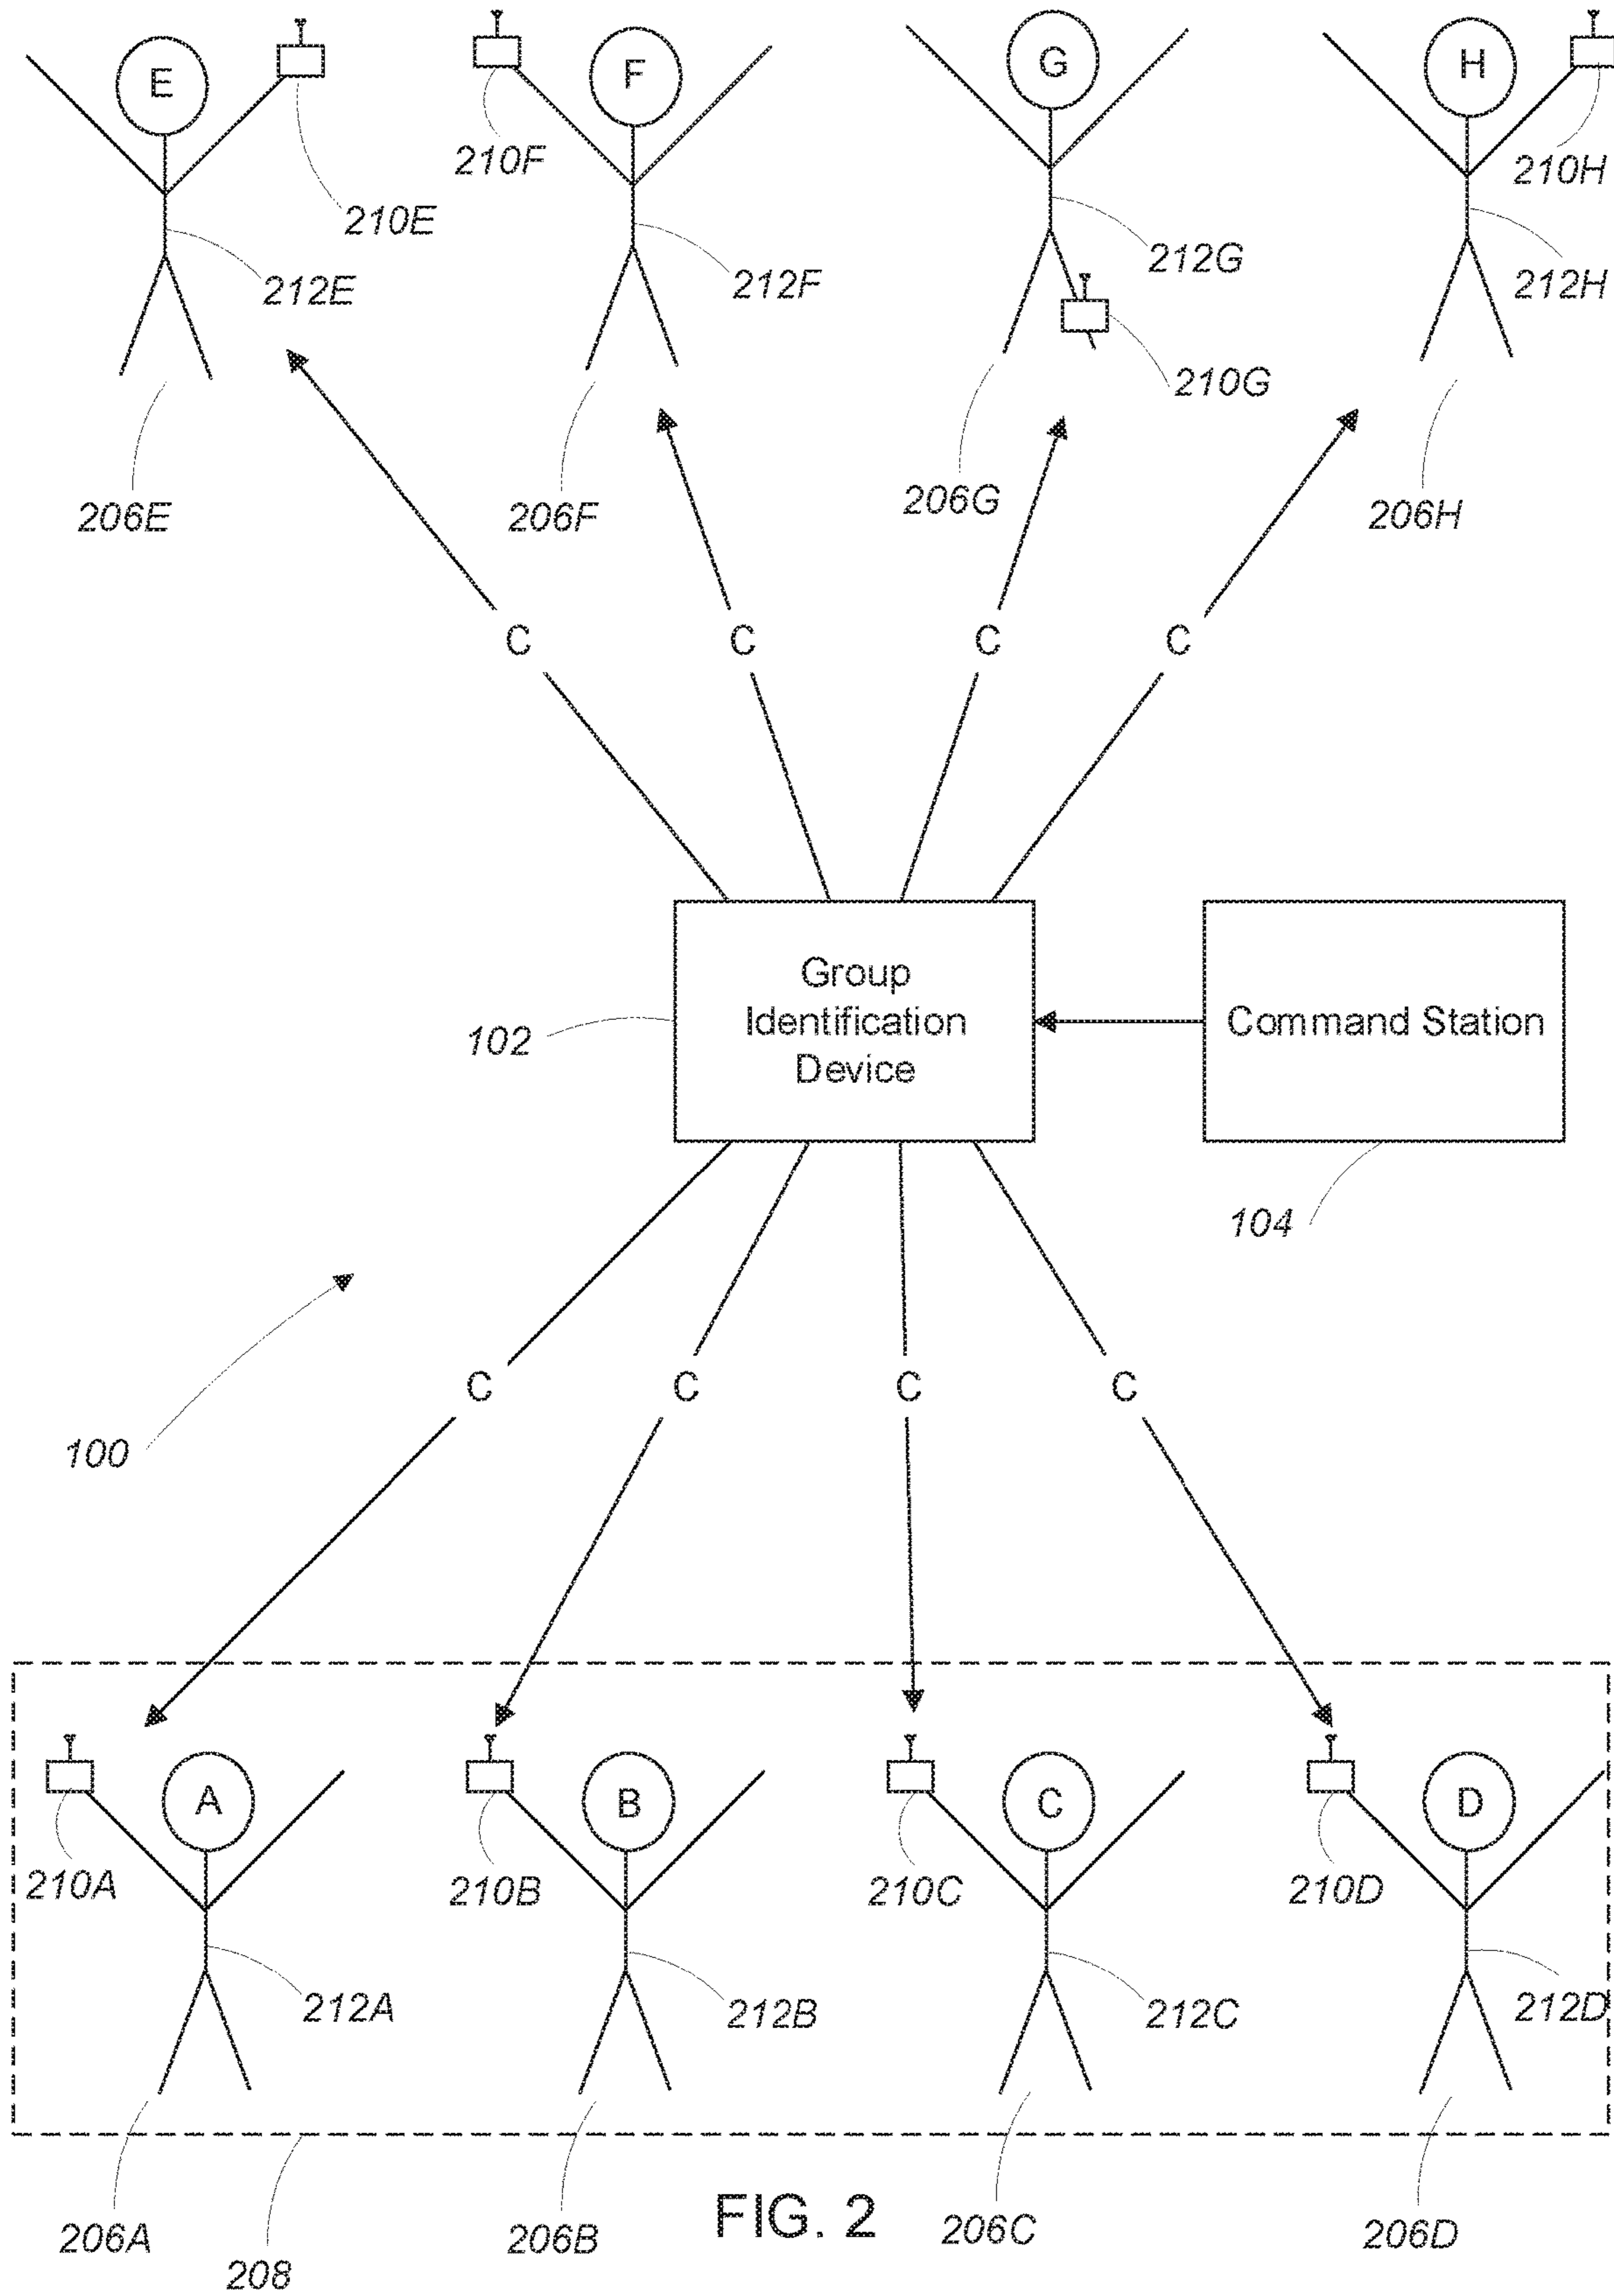 E
F
G
H
210E
210F
210H
212E
212F
212G
212H
210G
206E
206F
206G
206H
C
C
C
C
Group
Identification
Device
Command Station
102
104
100
C
C
C
C
A
B
C
D
210A
210B
210C
210D
212A
212B
212C
212D
206A
208
206B
FIG. 2
206C
206D